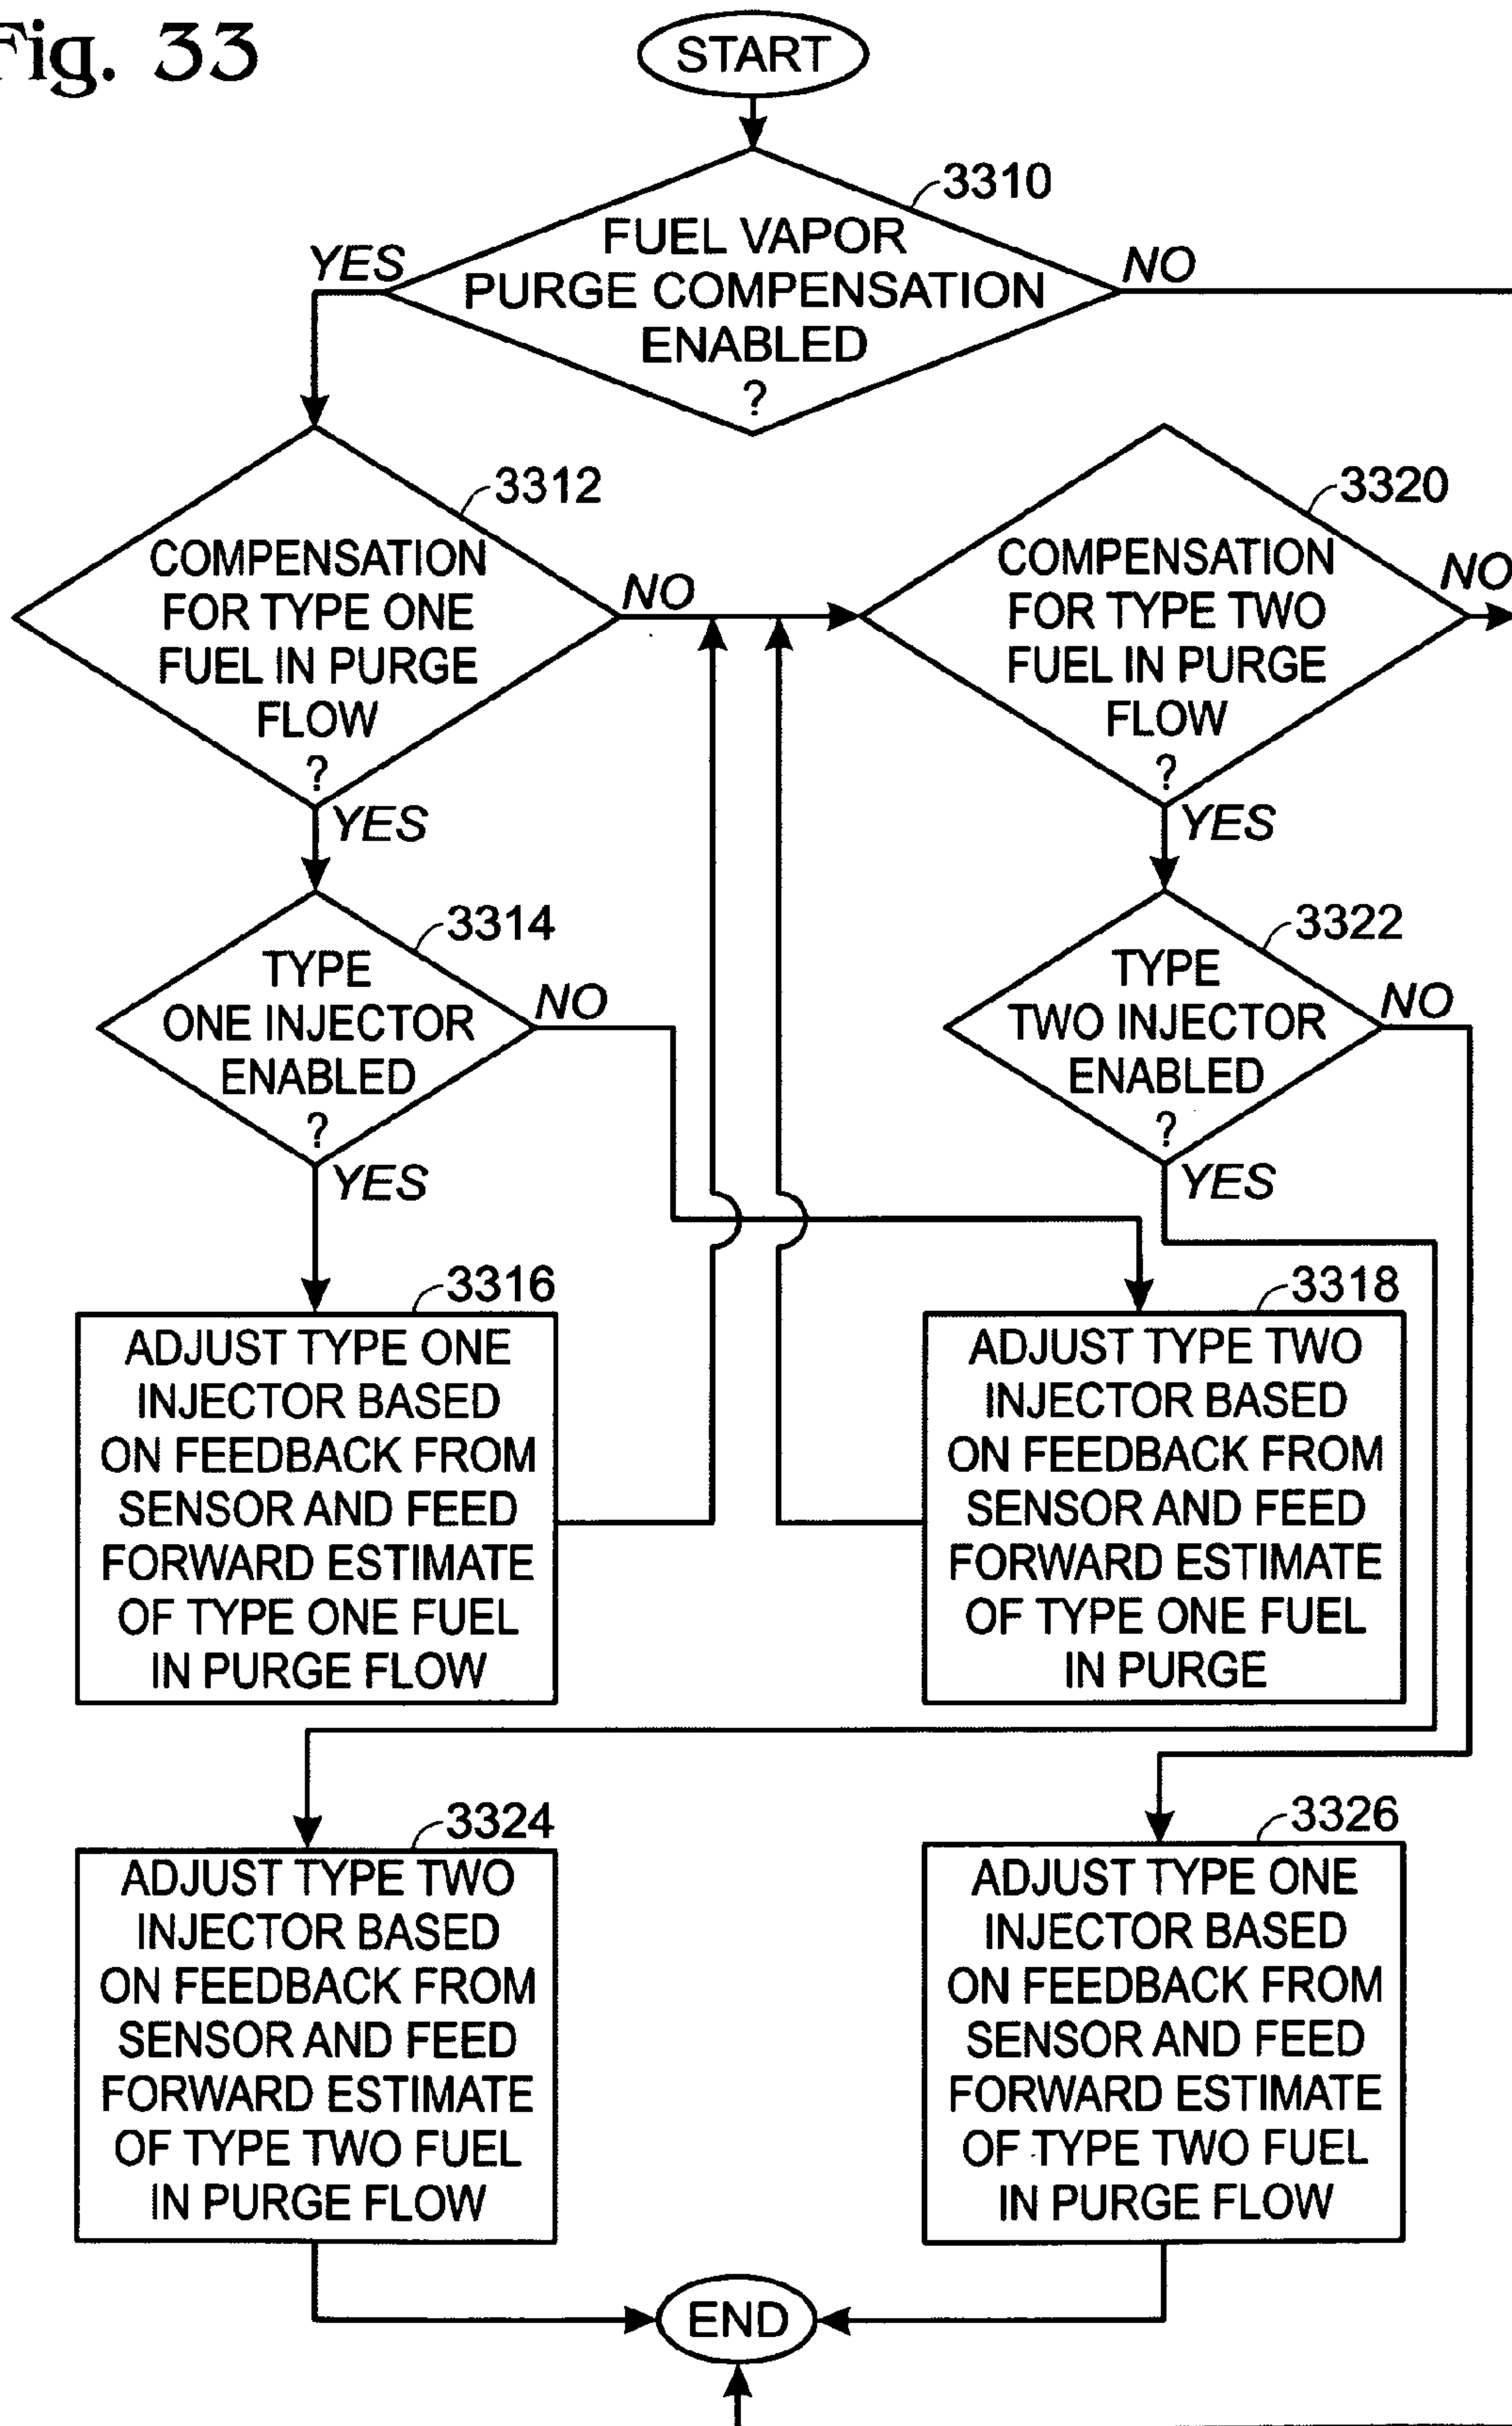 Fig. 33
START
3310
FUEL VAPOR
PURGE COMPENSATION
ENABLED
?
YES
NO
3312
COMPENSATION
FOR TYPE ONE
FUEL IN PURGE
FLOW
?
NO
YES
3320
COMPENSATION
FOR TYPE TWO
FUEL IN PURGE
FLOW
?
NO
YES
3314
TYPE
ONE INJECTOR
ENABLED
?
NO
YES
3322
TYPE
TWO INJECTOR
ENABLED
?
NO
YES
3316
ADJUST TYPE ONE
INJECTOR BASED
ON FEEDBACK FROM
SENSOR AND FEED
FORWARD ESTIMATE
OF TYPE ONE FUEL
IN PURGE FLOW
3318
ADJUST TYPE TWO
INJECTOR BASED
ON FEEDBACK FROM
SENSOR AND FEED
FORWARD ESTIMATE
OF TYPE ONE FUEL
IN PURGE
3324
ADJUST TYPE TWO
INJECTOR BASED
ON FEEDBACK FROM
SENSOR AND FEED
FORWARD ESTIMATE
OF TYPE TWO FUEL
IN PURGE FLOW
3326
ADJUST TYPE ONE
INJECTOR BASED
ON FEEDBACK FROM
SENSOR AND FEED
FORWARD ESTIMATE
OF TYPE TWO FUEL
IN PURGE FLOW
END